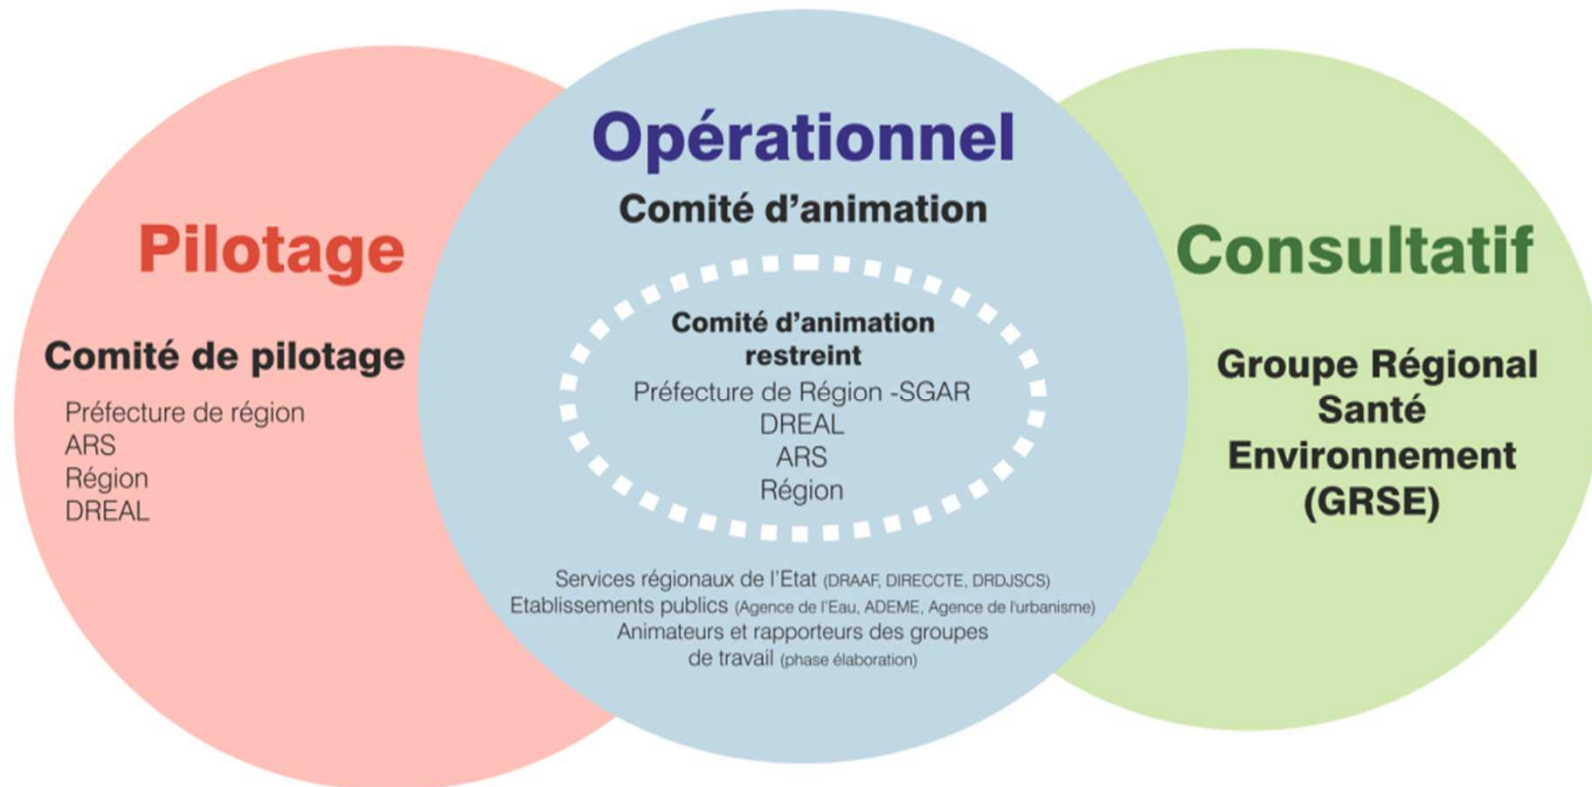 Pilotage
Comité de pilotage
Préfecture de région
ARS
Région
DREAL
Opérationnel
Comité d’animation
Comité d’animation
restreint
Préfecture de Région -SGAR
DREAL
ARS
Région
Services régionaux de l’Etat (DRAAF, DIRECCTE, DRDJSCS)
Etablissements publics (Agence de l’Eau, ADEME, Agence de l'urbanisme)
Animateurs et rapporteurs des groupes
de travail (phase élaboration)
Consultatif
Groupe Régional
Santé
Environnement
(GRSE)